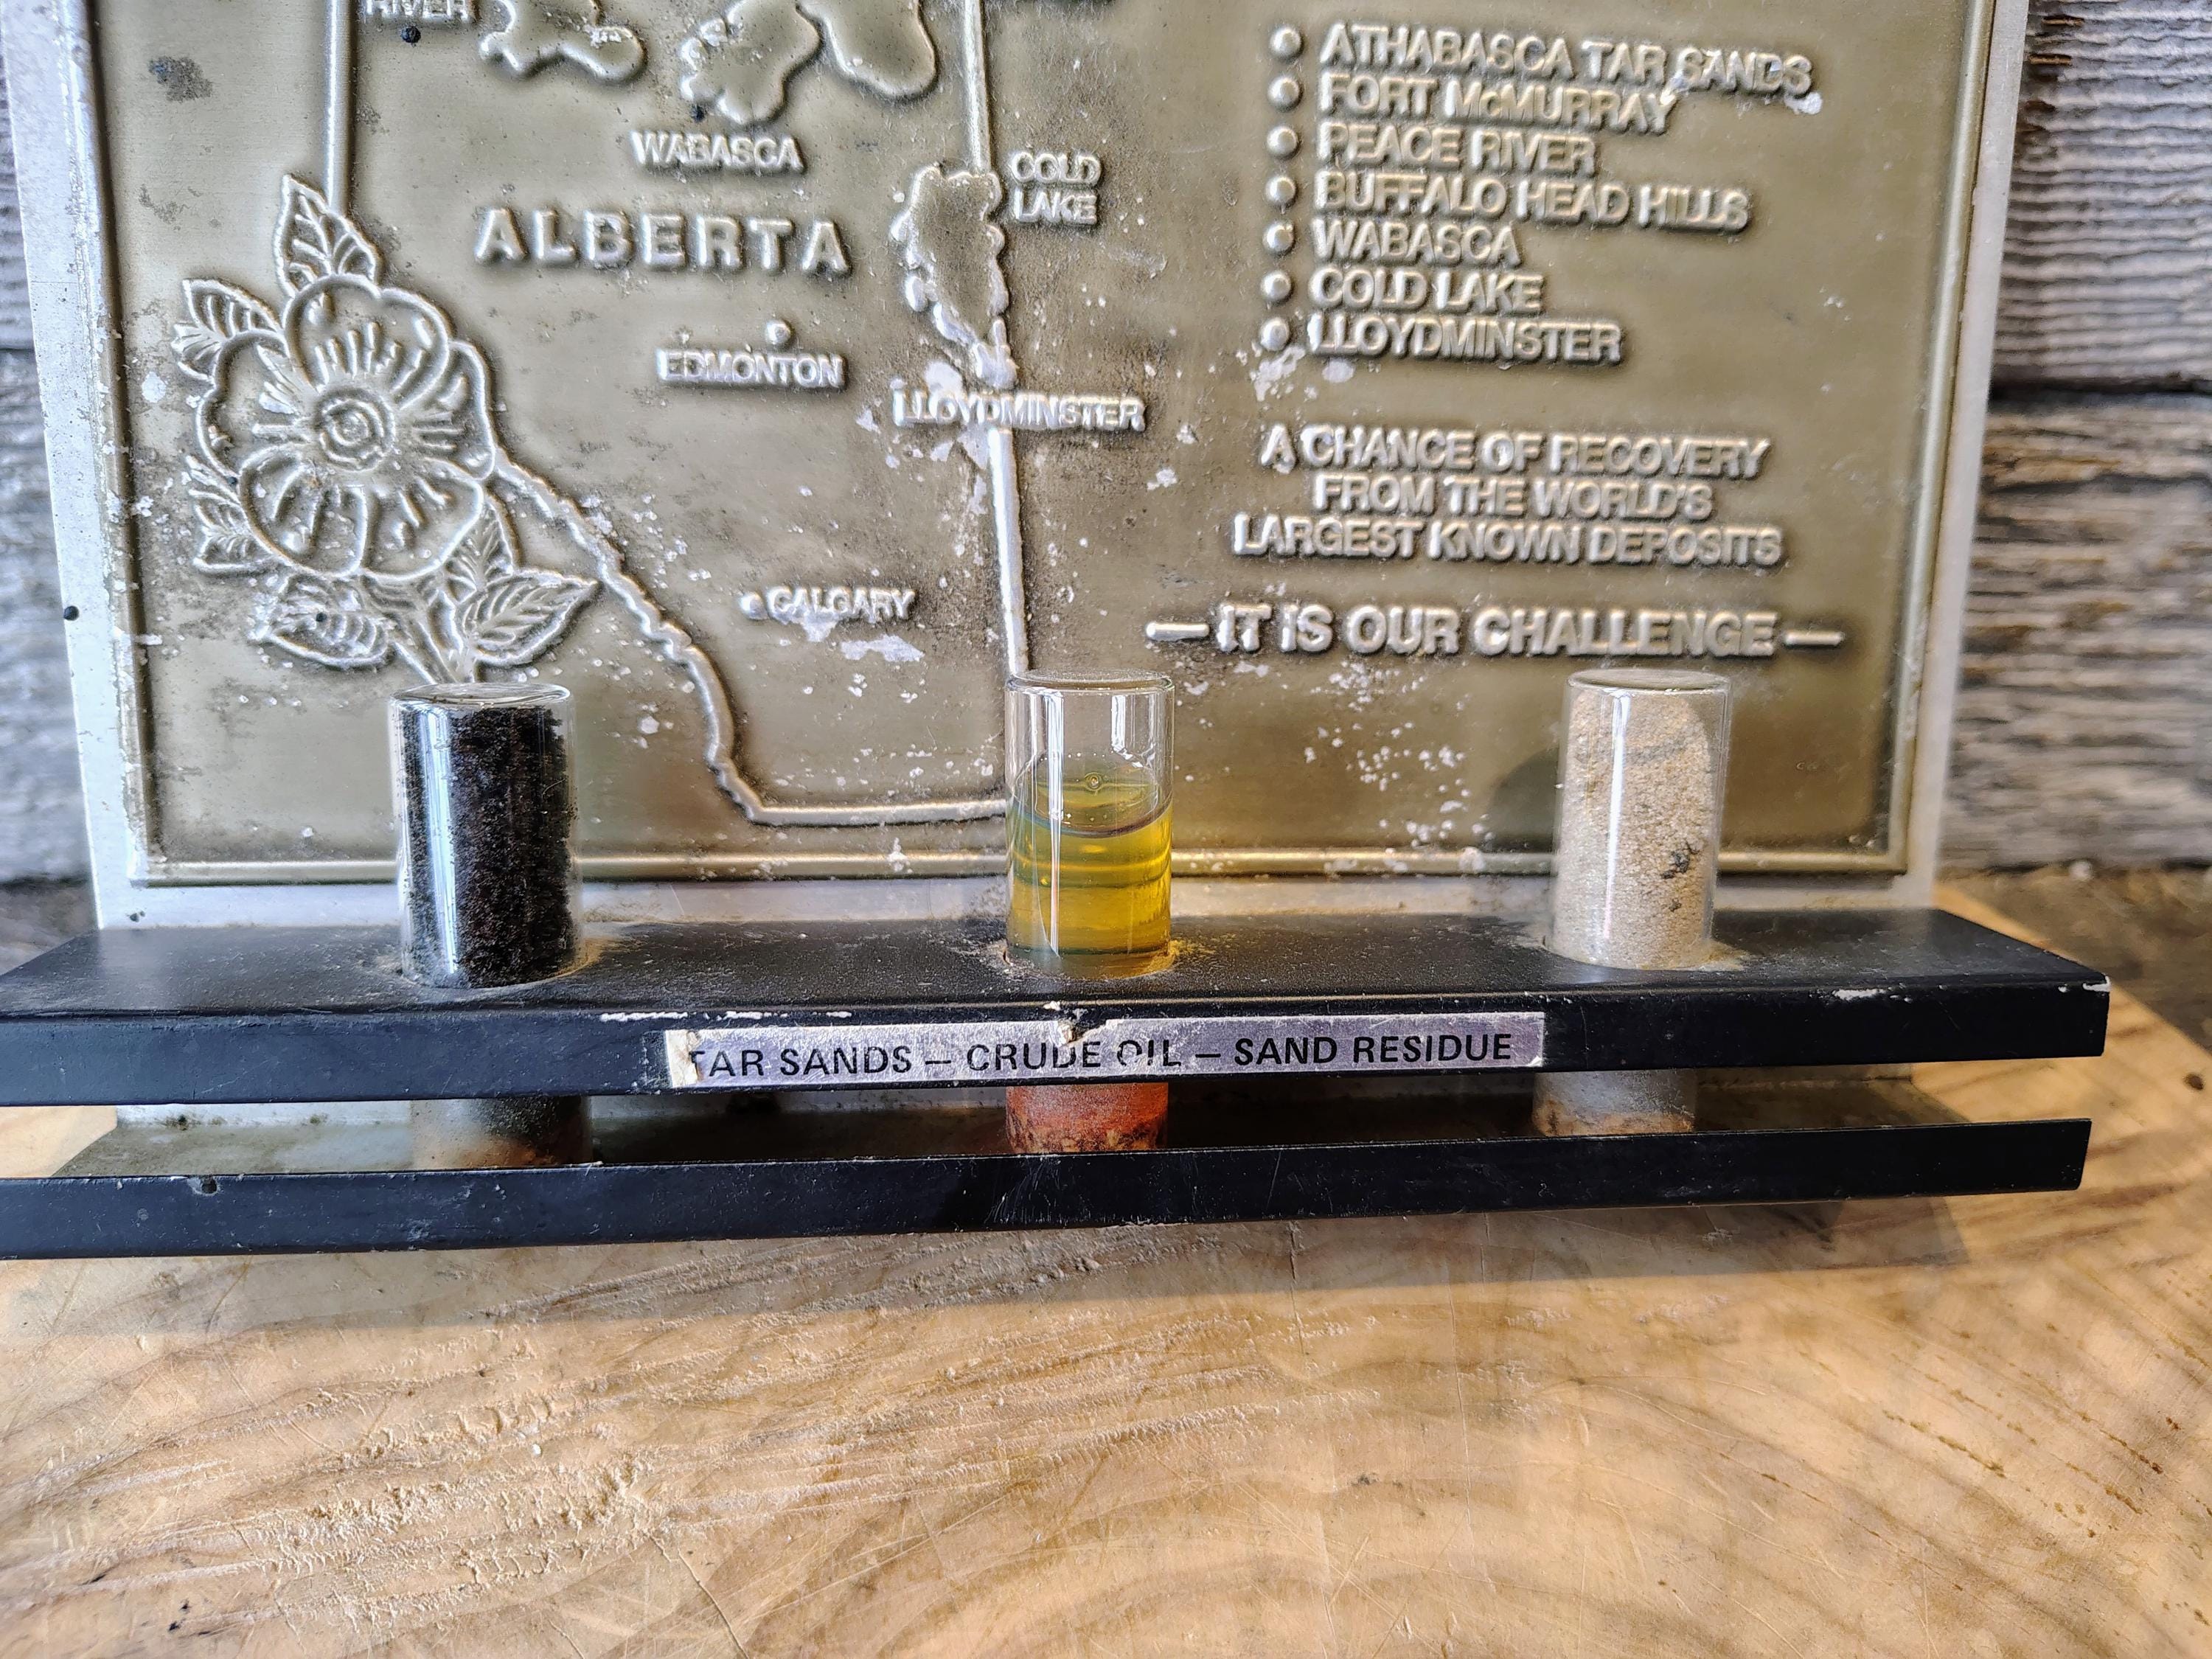 RIVER
WABASCA
COLD
LAKE
ALBERTA
EDMONTON
LLOYDMINSTER
CALGARY
ATHABASCA TAR SANDS
FORT McMURRAY
PEACE RIVER
BUFFALO HEAD HILLS
WABASCA
COLD LAKE
LLOYDMINSTER
A CHANCE OF RECOVERY
FROM THE WORLD'S
LARGEST KNOWN DEPOSITS
— IT IS OUR CHALLENGE —
TAR SANDS — CRUDE OIL — SAND RESIDUE